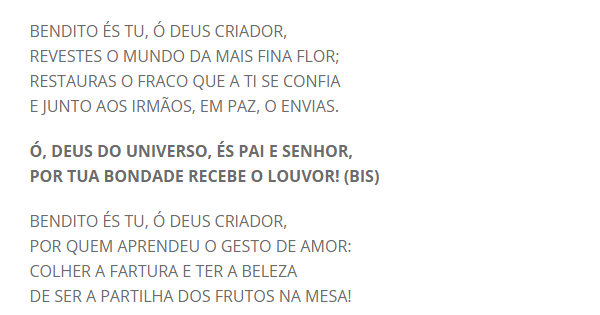 BENDITO ÉS TU, Ó DEUS CRIADOR,
REVESTES O MUNDO DA MAIS FINA FLOR;
RESTAURAS O FRACO QUE A TI SE CONFIA
E JUNTO AOS IRMÃOS, EM PAZ, O ENVIAS.
Ó, DEUS DO UNIVERSO, ÉS PAI E SENHOR,
POR TUA BONDADE RECEBE O LOUVOR! (BIS)
BENDITO ÉS TU, Ó DEUS CRIADOR,
POR QUEM APRENDEU O GESTO DE AMOR:
COLHER A FARTURA E TER A BELEZA
DE SER A PARTILHA DOS FRUTOS NA MESA!